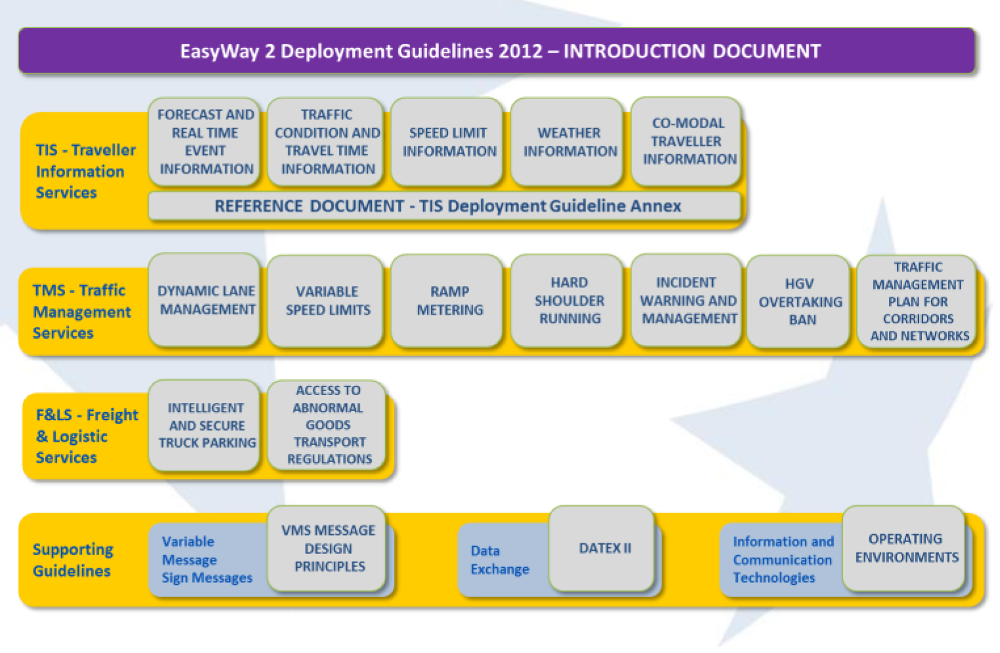 EasyWay 2 Deployment Guidelines 2012 – INTRODUCTION DOCUMENT
TIS - Traveller
Information
Services
FORECAST AND
REAL TIME
EVENT
INFORMATION
TRAFFIC
CONDITION AND
TRAVEL TIME
INFORMATION
SPEED LIMIT
INFORMATION
WEATHER
INFORMATION
CO-MODAL
TRAVELLER
INFORMATION
REFERENCE DOCUMENT - TIS Deployment Guideline Annex
TMS - Traffic
Management
Services
DYNAMIC LANE
MANAGEMENT
VARIABLE
SPEED LIMITS
RAMP
METERING
HARD
SHOULDER
RUNNING
INCIDENT
WARNING AND
MANAGEMENT
HGV
OVERTAKING
BAN
TRAFFIC
MANAGEMENT
PLAN FOR
CORRIDORS
AND NETWORKS
F&LS - Freight
& Logistic
Services
INTELLIGENT
AND SECURE
TRUCK PARKING
ACCESS TO
ABNORMAL
GOODS
TRANSPORT
REGULATIONS
Supporting
Guidelines
Variable
Message
Sign Messages
VMS MESSAGE
DESIGN
PRINCIPLES
Data
Exchange
DATEX II
Information and
Communication
Technologies
OPERATING
ENVIRONMENTS